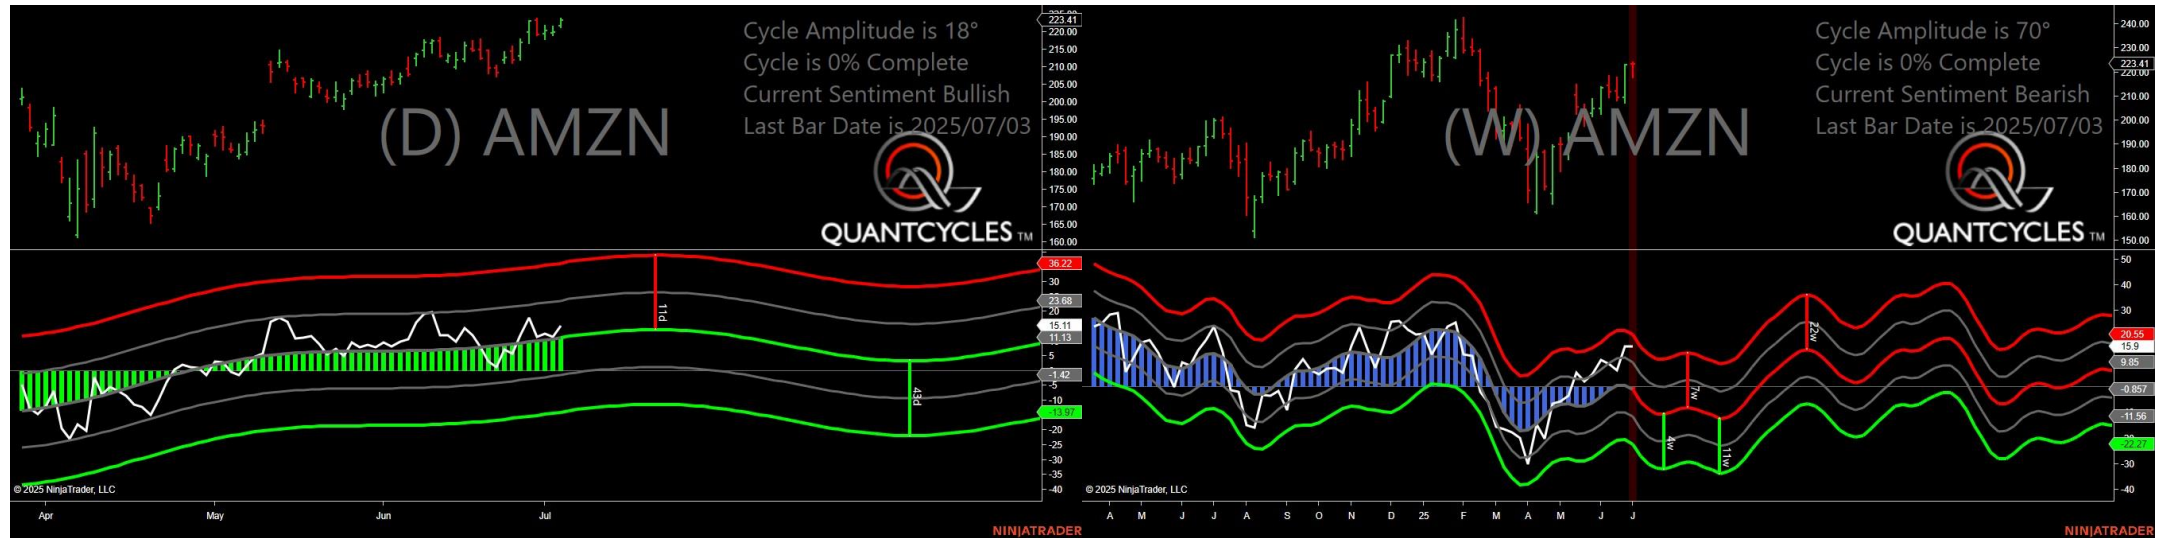 Cycle Amplitude is 18°
Cycle is 0% Complete
Current Sentiment Bullish
Last Bar Date is 2025/07/03
(D) AMZN
QUANTCYCLES TM
223.41
220.00
215.00
210.00
205.00
200.00
195.00
190.00
185.00
180.00
175.00
170.00
165.00
160.00
36.22
30
23.68
20
15.11
11.13
5
-1.42
-5
-10
-13.97
-20
-25
-30
-35
-40
11d
43d
© 2025 NinjaTrader, LLC
Apr May Jun Jul
NINJATRADER
Cycle Amplitude is 70°
Cycle is 0% Complete
Current Sentiment Bearish
Last Bar Date is 2025/07/03
(W) AMZN
QUANTCYCLES TM
240.00
230.00
223.41
220.00
210.00
200.00
190.00
180.00
170.00
160.00
150.00
50
40
30
20.55
15.9
9.85
-0.857
-11.56
-22.27
-30
-40
22w
7w
4w
11w
© 2025 NinjaTrader, LLC
A M J J A S O N D 25 F M A M J J
NINJATRADER